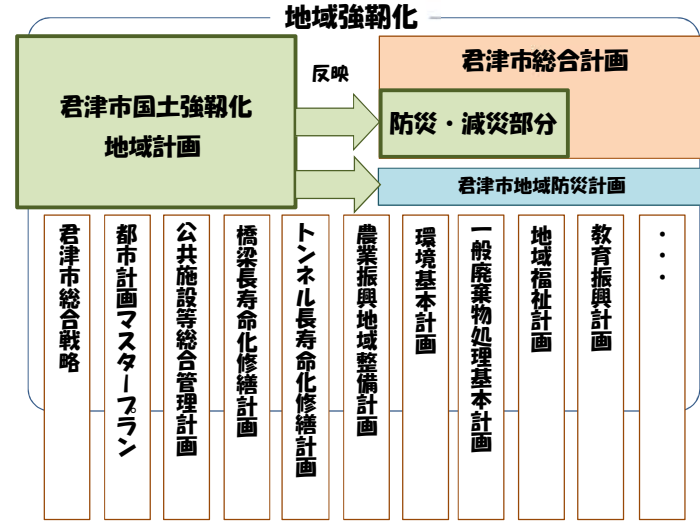 地域強靭化
君津市国土強靱化
地域計画
反映
君津市総合計画
防災・減災部分
君津市地域防災計画
君津市総合戦略
都市計画マスタープラン
公共施設等総合管理計画
橋梁長寿命化修繕計画
トンネル長寿命化修繕計画
農業振興地域整備計画
環境基本計画
一般廃棄物処理基本計画
地域福祉計画
教育振興計画
・・・